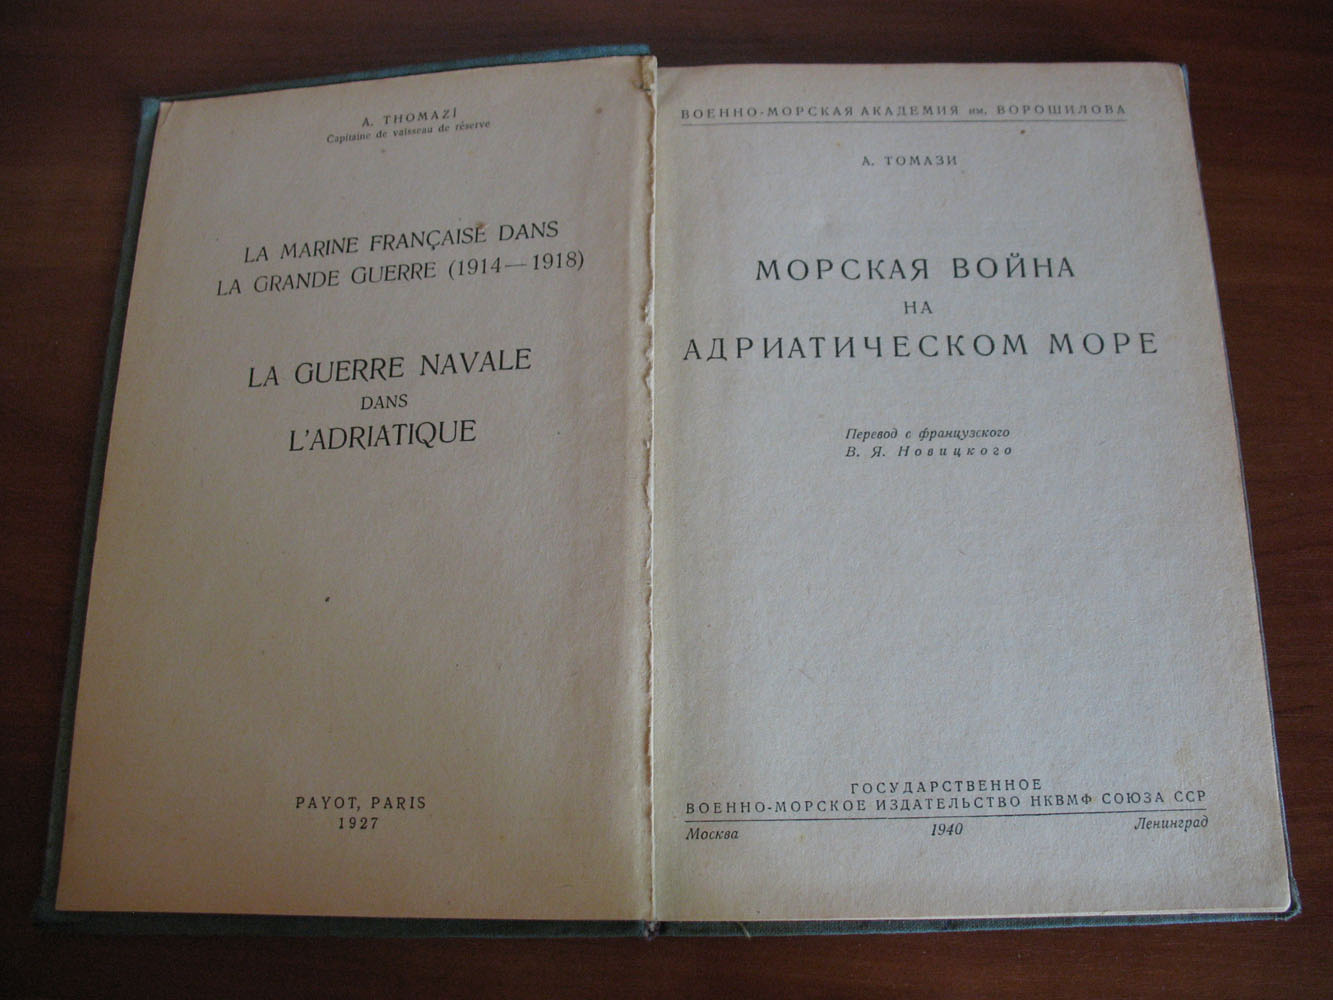 A. THOMAZI
Capitaine de vaisseau de réserve
LA MARINE FRANÇAISE DANS
LA GRANDE GUERRE (1914—1918)
LA GUERRE NAVALE
DANS
L'ADRIATIQUE
PAYOT, PARIS
1927
ВОЕННО-МОРСКАЯ АКАДЕМИЯ им. ВОРОШИЛОВА
А. ТОМАЗИ
МОРСКАЯ ВОЙНА
НА
АДРИАТИЧЕСКОМ МОРЕ
Перевод с французского
В. Я. Новицкого
ГОСУДАРСТВЕННОЕ
ВОЕННО-МОРСКОЕ ИЗДАТЕЛЬСТВО НКВМФ СОЮЗА ССР
Москва 1940 Ленинград